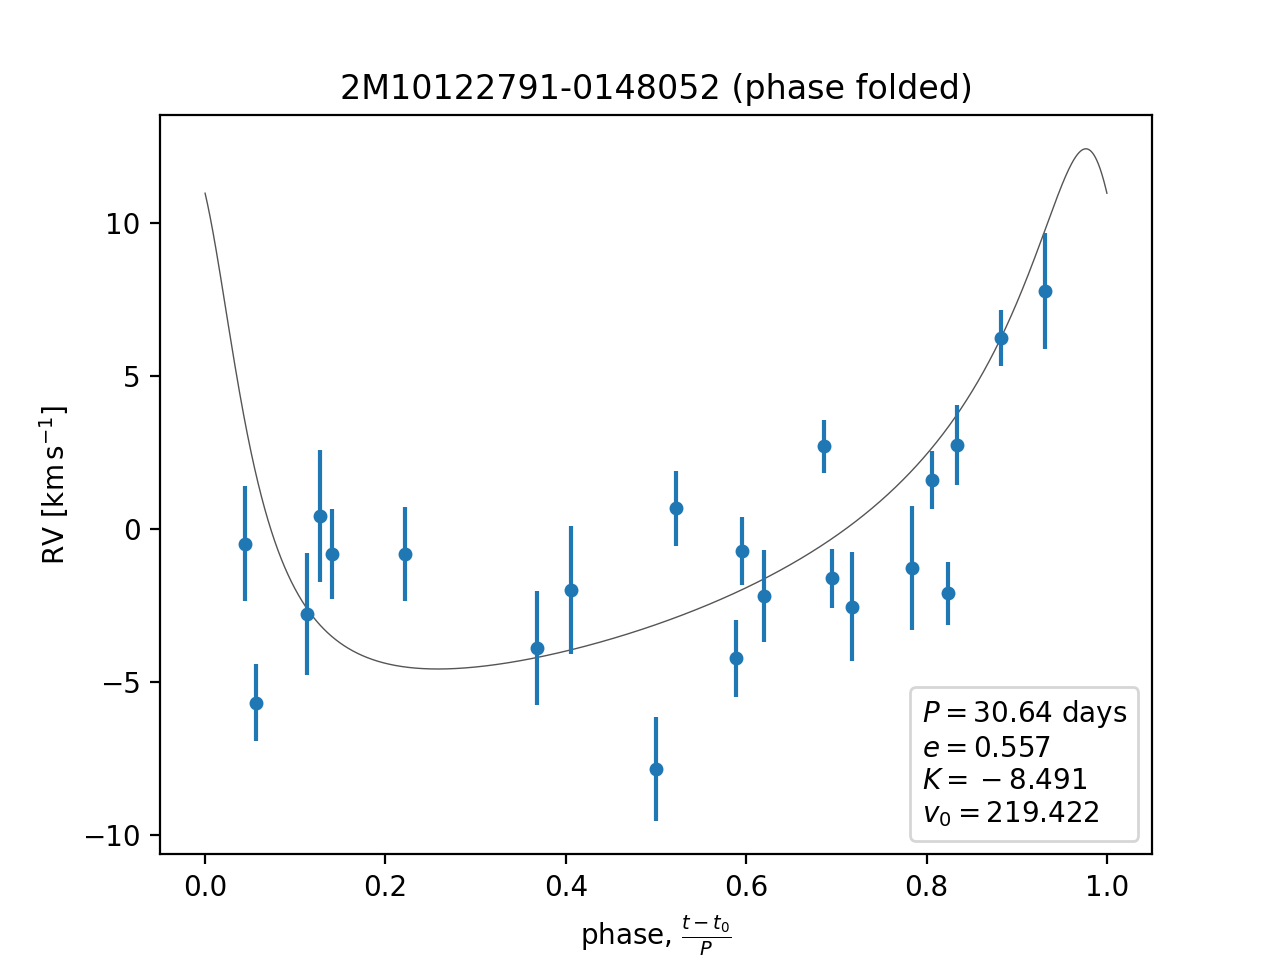 2M10122791-0148052 (phase folded)
RV [km s⁻¹]
10
5
0
−5
−10
P = 30.64 days
e = 0.557
K = −8.491
v₀ = 219.422
0.0 0.2 0.4 0.6 0.8 1.0
phase, (t − t₀)/P